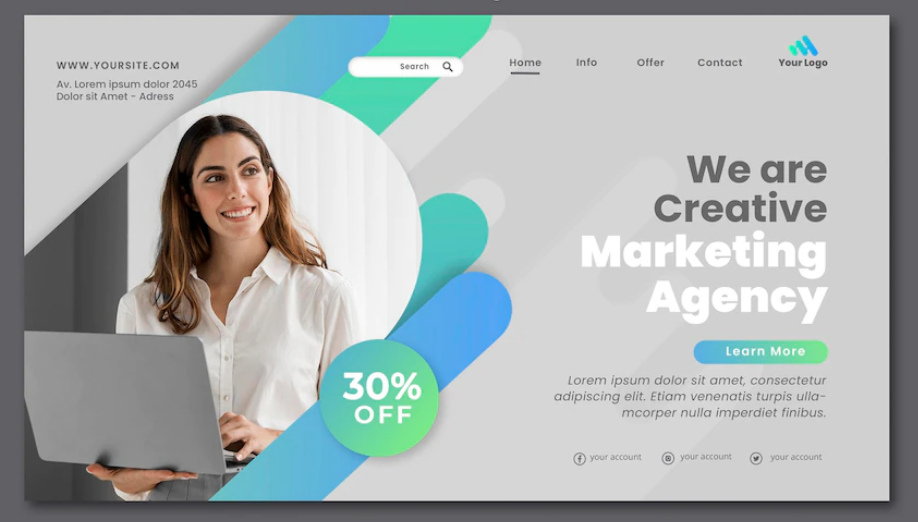 WWW.YOURSITE.COM
Av. Lorem ipsum dolor 2045
Dolor sit Amet - Adress
Search
Home
Info
Offer
Contact
Your Logo
We are
Creative
Marketing
Agency
Learn More
Lorem ipsum dolor sit amet, consectetur
adipiscing elit. Etiam venenatis turpis ulla-
mcorper nulla imperdiet finibus.
30%
OFF
your account
your account
your account